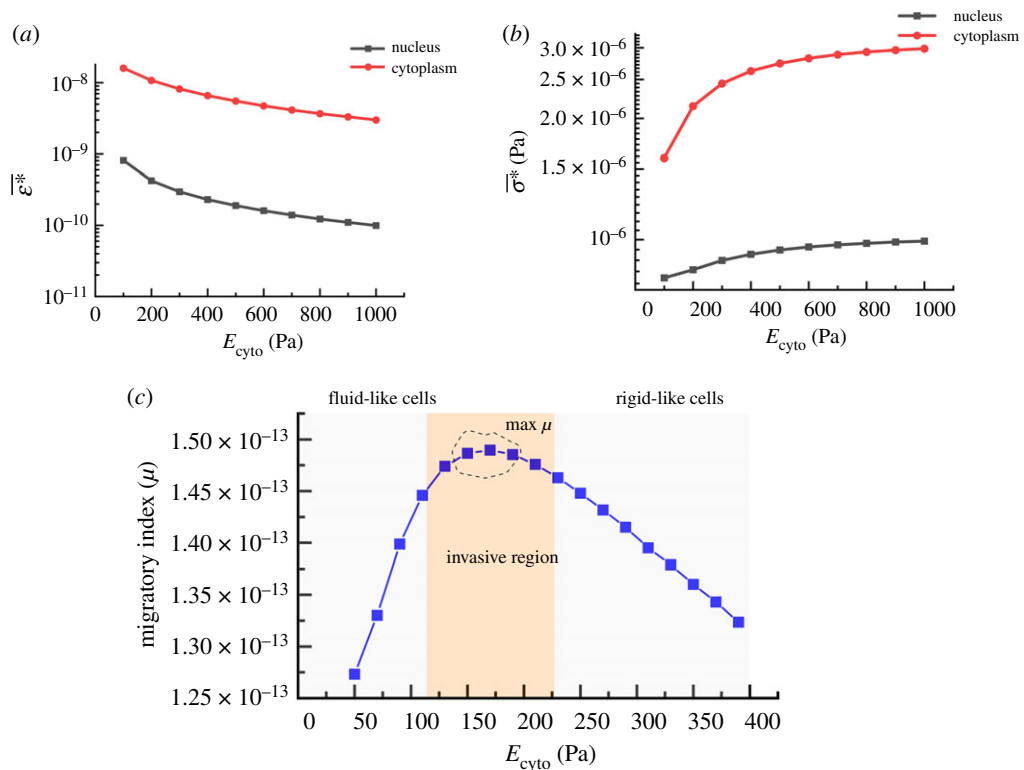 (a)
nucleus
cytoplasm
10⁻⁸
10⁻⁹
10⁻¹⁰
10⁻¹¹
ε̅*
0 200 400 600 800 1000
E_cyto (Pa)
(b)
nucleus
cytoplasm
3.0 × 10⁻⁶
2.5 × 10⁻⁶
2.0 × 10⁻⁶
1.5 × 10⁻⁶
10⁻⁶
σ̅* (Pa)
0 200 400 600 800 1000
E_cyto (Pa)
(c)
fluid-like cells
rigid-like cells
max μ
invasive region
1.50 × 10⁻¹³
1.45 × 10⁻¹³
1.40 × 10⁻¹³
1.35 × 10⁻¹³
1.30 × 10⁻¹³
1.25 × 10⁻¹³
migratory index (μ)
0 50 100 150 200 250 300 350 400
E_cyto (Pa)